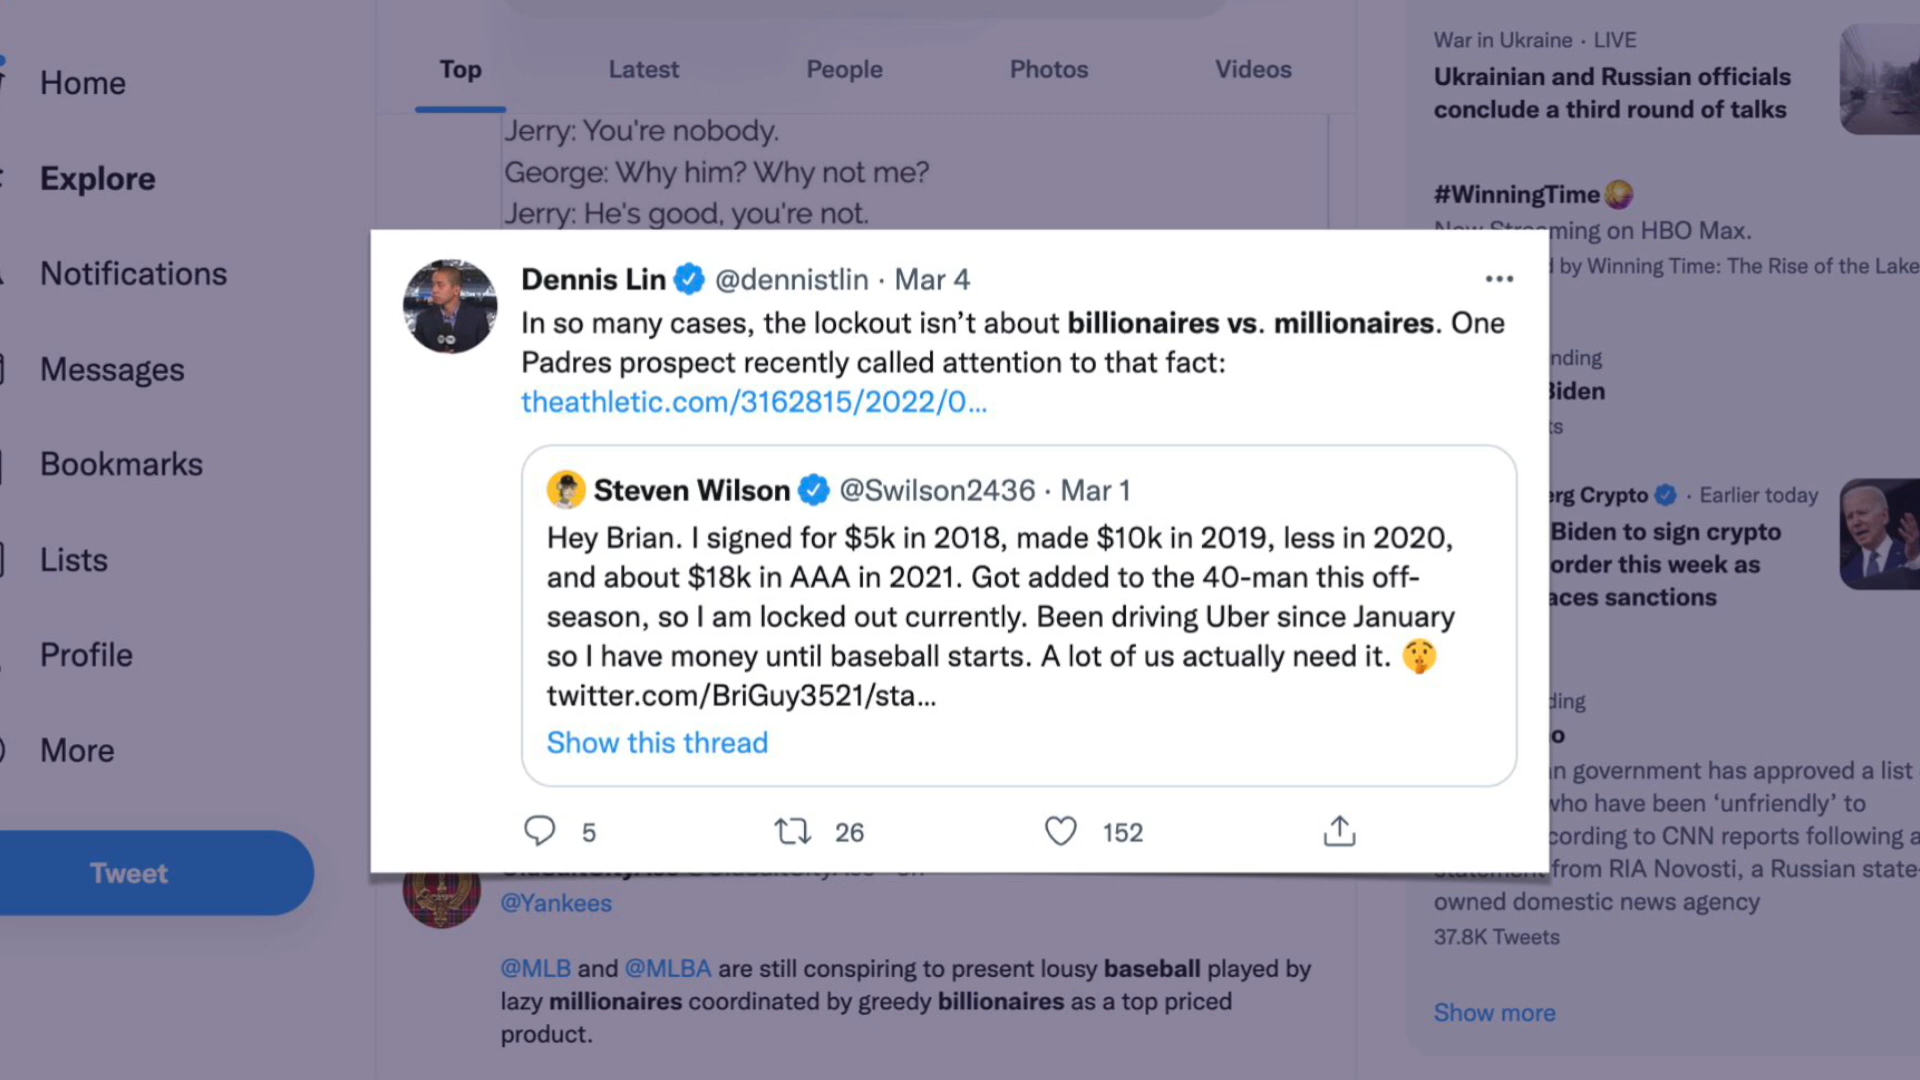 Home
Explore
Notifications
Messages
Bookmarks
Lists
Profile
More
Tweet
Top
Latest
People
Photos
Videos
Jerry: You're nobody.
George: Why him? Why not me?
Jerry: He's good, you're not.
Dennis Lin @dennistlin · Mar 4
In so many cases, the lockout isn't about billionaires vs. millionaires. One
Padres prospect recently called attention to that fact:
theathletic.com/3162815/2022/0...
Steven Wilson @Swilson2436 · Mar 1
Hey Brian. I signed for $5k in 2018, made $10k in 2019, less in 2020,
and about $18k in AAA in 2021. Got added to the 40-man this off-
season, so I am locked out currently. Been driving Uber since January
so I have money until baseball starts. A lot of us actually need it. 🤫
twitter.com/BriGuy3521/sta...
Show this thread
5
26
152
@Yankees
@MLB and @MLBA are still conspiring to present lousy baseball played by
lazy millionaires coordinated by greedy billionaires as a top priced
product.
War in Ukraine · LIVE
Ukrainian and Russian officials
conclude a third round of talks
#WinningTime
Now Streaming on HBO Max.
by Winning Time: The Rise of the Lake
Biden
Crypto · Earlier today
Biden to sign crypto
order this week as
sanctions
government has approved a list
who have been 'unfriendly' to
according to CNN reports following a
statement from RIA Novosti, a Russian state-
owned domestic news agency
37.8K Tweets
Show more